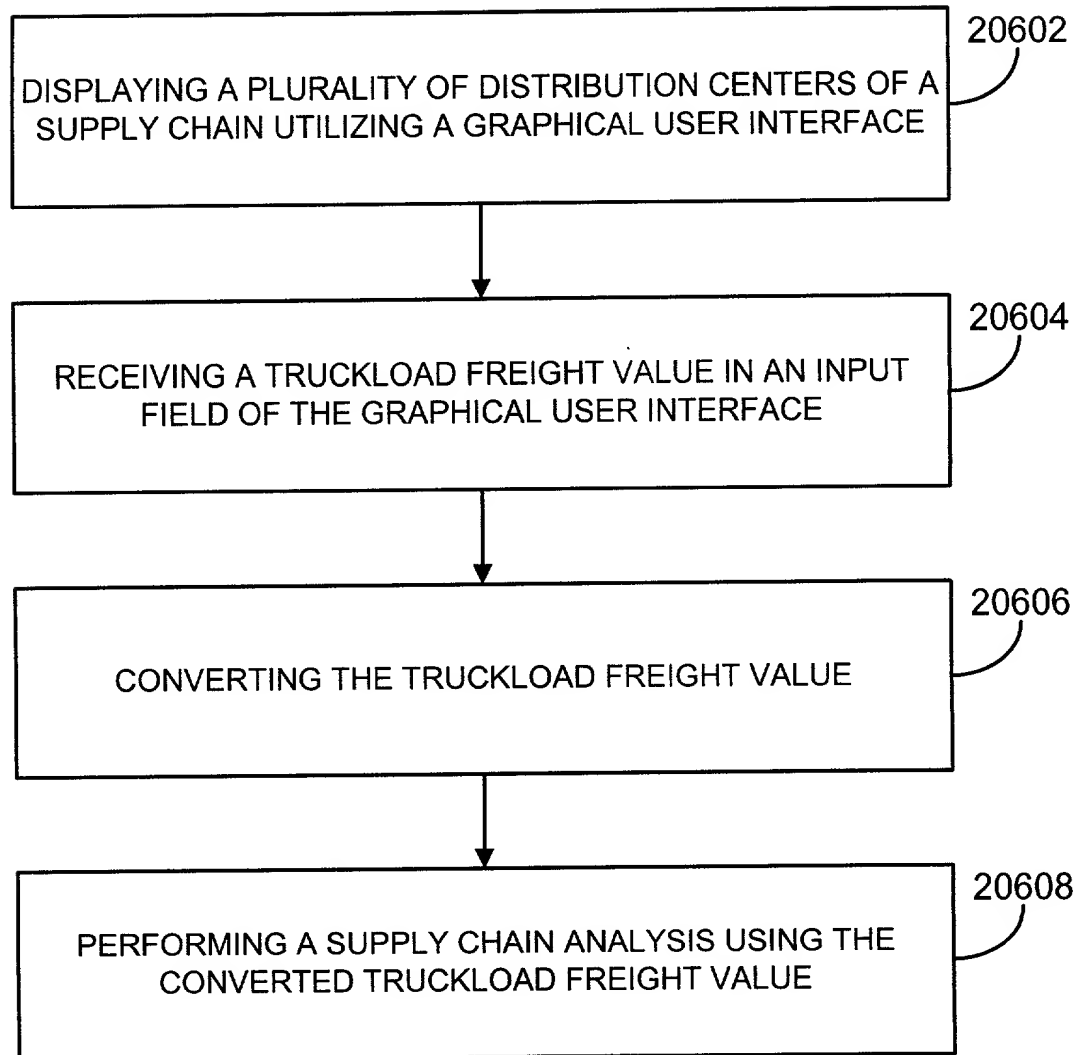 20602
DISPLAYING A PLURALITY OF DISTRIBUTION CENTERS OF A
SUPPLY CHAIN UTILIZING A GRAPHICAL USER INTERFACE
20604
RECEIVING A TRUCKLOAD FREIGHT VALUE IN AN INPUT
FIELD OF THE GRAPHICAL USER INTERFACE
20606
CONVERTING THE TRUCKLOAD FREIGHT VALUE
20608
PERFORMING A SUPPLY CHAIN ANALYSIS USING THE
CONVERTED TRUCKLOAD FREIGHT VALUE